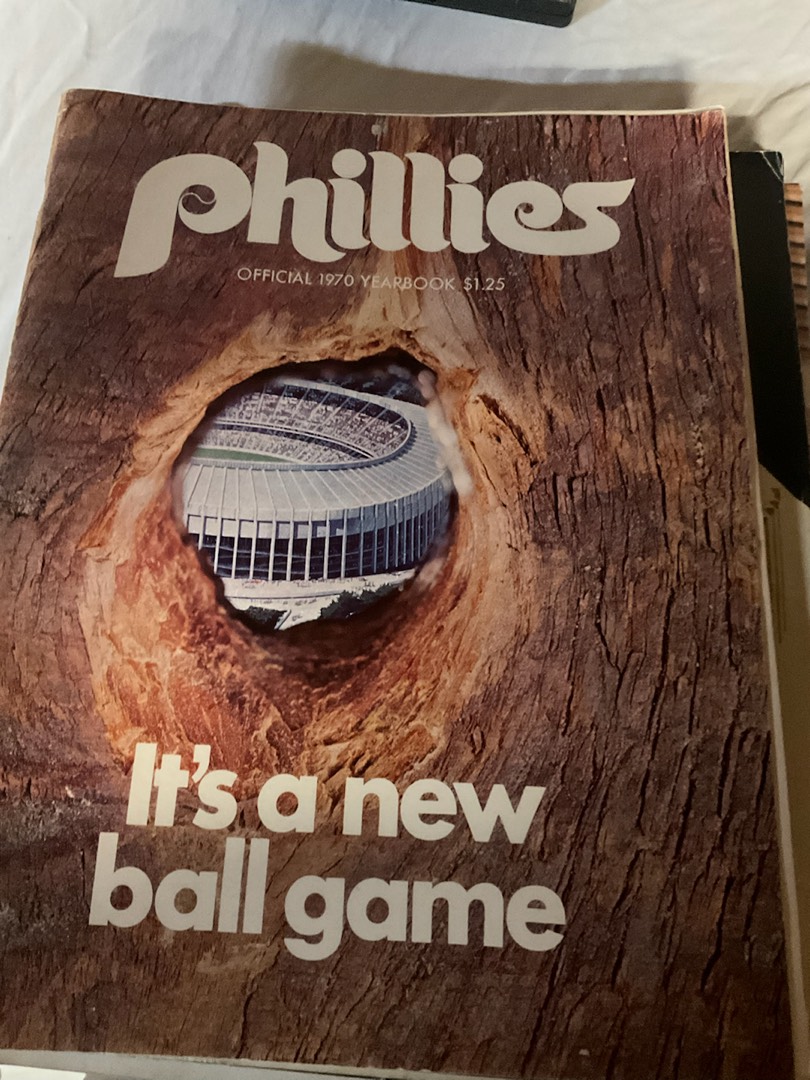 phillies
OFFICIAL 1970 YEARBOOK $1.25
It's a new
ball game